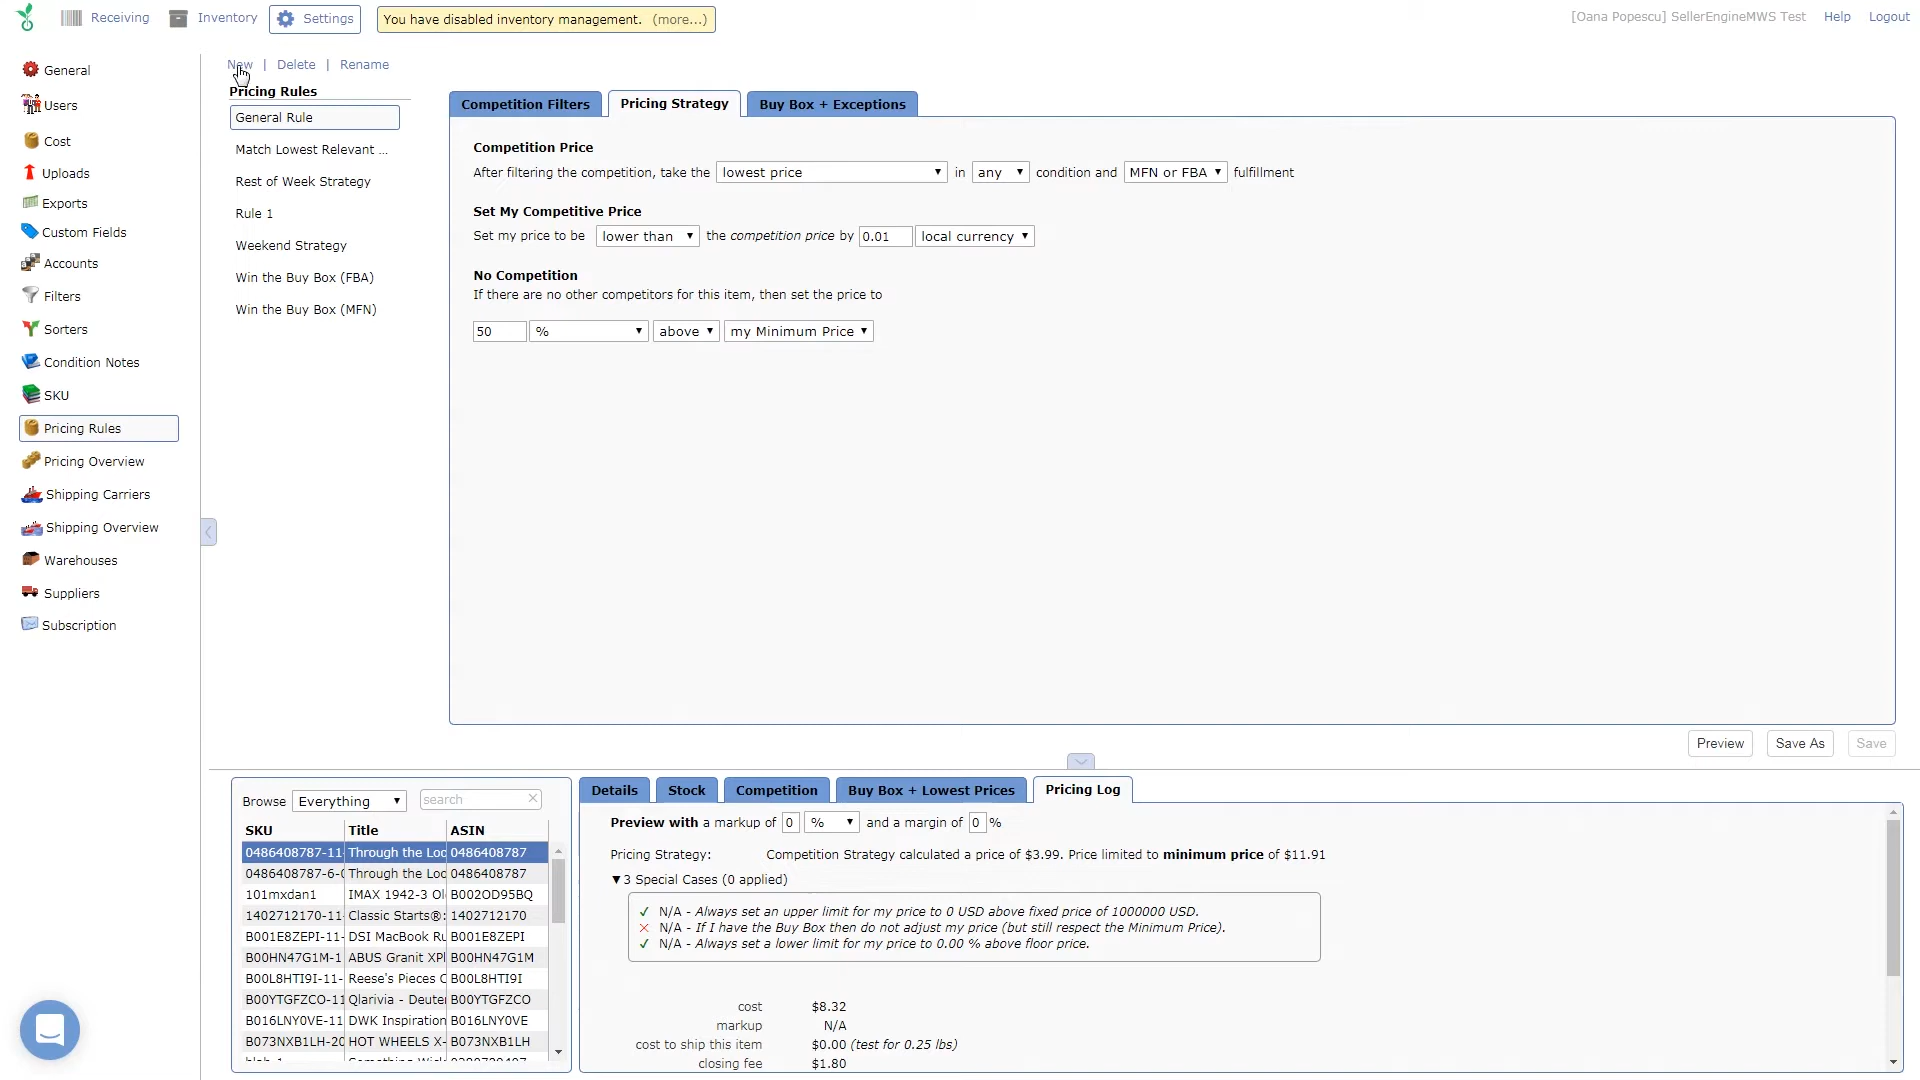 Receiving
Inventory
Settings
You have disabled inventory management. (more...)
[Oana Popescu] SellerEngineMWS Test
Help
Logout
General
Users
Cost
Uploads
Exports
Custom Fields
Accounts
Filters
Sorters
Condition Notes
SKU
Pricing Rules
Pricing Overview
Shipping Carriers
Shipping Overview
Warehouses
Suppliers
Subscription
New | Delete | Rename
Pricing Rules
General Rule
Match Lowest Relevant ...
Rest of Week Strategy
Rule 1
Weekend Strategy
Win the Buy Box (FBA)
Win the Buy Box (MFN)
Competition Filters
Pricing Strategy
Buy Box + Exceptions
Competition Price
After filtering the competition, take the lowest price in any condition and MFN or FBA fulfillment
Set My Competitive Price
Set my price to be lower than the competition price by 0.01 local currency
No Competition
If there are no other competitors for this item, then set the price to
50 % above my Minimum Price
Preview
Save As
Save
Browse Everything search
SKU Title ASIN
0486408787-11- Through the Loo 0486408787
0486408787-6-0 Through the Loo 0486408787
101mxdan1 IMAX 1942-3 Ol B002OD95BQ
1402712170-11 Classic Starts®: 1402712170
B001E8ZEPI-11- DSI MacBook Ru B001E8ZEPI
B00HN47G1M-1 ABUS Granit XPl B00HN47G1M
B00L8HTI9I-11- Reese's Pieces C B00L8HTI9I
B00YTGFZCO-11 Qlarivia - Deute B00YTGFZCO
B016LNY0VE-11 DWK Inspiration B016LNY0VE
B073NXB1LH-20 HOT WHEELS X- B073NXB1LH
Details
Stock
Competition
Buy Box + Lowest Prices
Pricing Log
Preview with a markup of 0 % and a margin of 0 %
Pricing Strategy: Competition Strategy calculated a price of $3.99. Price limited to minimum price of $11.91
▼3 Special Cases (0 applied)
✓ N/A - Always set an upper limit for my price to 0 USD above fixed price of 1000000 USD.
✕ N/A - If I have the Buy Box then do not adjust my price (but still respect the Minimum Price).
✓ N/A - Always set a lower limit for my price to 0.00 % above floor price.
cost $8.32
markup N/A
cost to ship this item $0.00 (test for 0.25 lbs)
closing fee $1.80